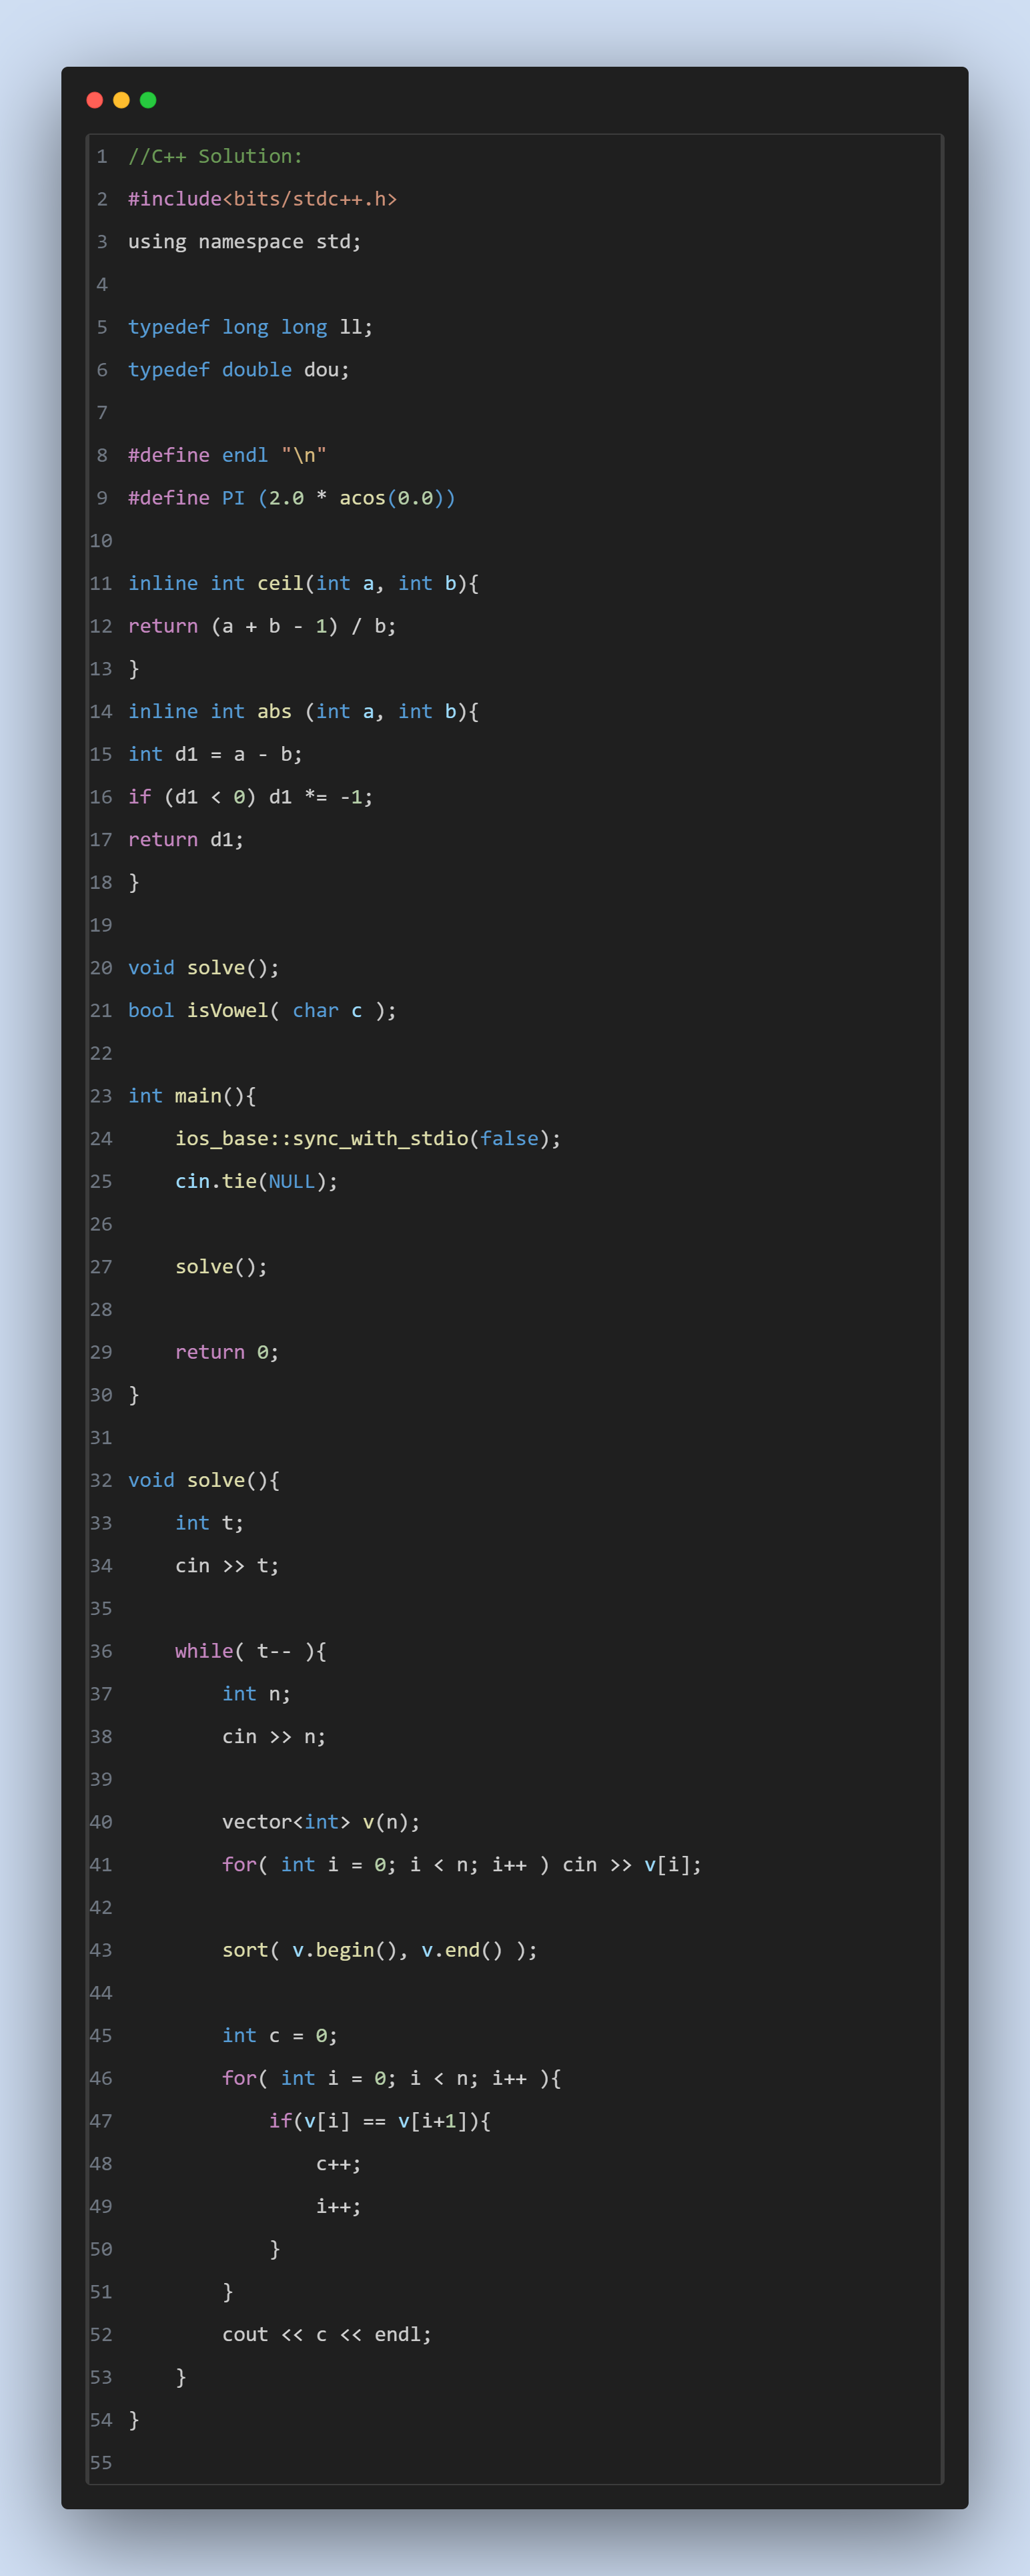 1 //C++ Solution:
2 #include<bits/stdc++.h>
3 using namespace std;
4
5 typedef long long ll;
6 typedef double dou;
7
8 #define endl "\n"
9 #define PI (2.0 * acos(0.0))
10
11 inline int ceil(int a, int b){
12 return (a + b - 1) / b;
13 }
14 inline int abs (int a, int b){
15 int d1 = a - b;
16 if (d1 < 0) d1 *= -1;
17 return d1;
18 }
19
20 void solve();
21 bool isVowel( char c );
22
23 int main(){
24     ios_base::sync_with_stdio(false);
25     cin.tie(NULL);
26
27     solve();
28
29     return 0;
30 }
31
32 void solve(){
33     int t;
34     cin >> t;
35
36     while( t-- ){
37         int n;
38         cin >> n;
39
40         vector<int> v(n);
41         for( int i = 0; i < n; i++ ) cin >> v[i];
42
43         sort( v.begin(), v.end() );
44
45         int c = 0;
46         for( int i = 0; i < n; i++ ){
47             if(v[i] == v[i+1]){
48                 c++;
49                 i++;
50             }
51         }
52         cout << c << endl;
53     }
54 }
55